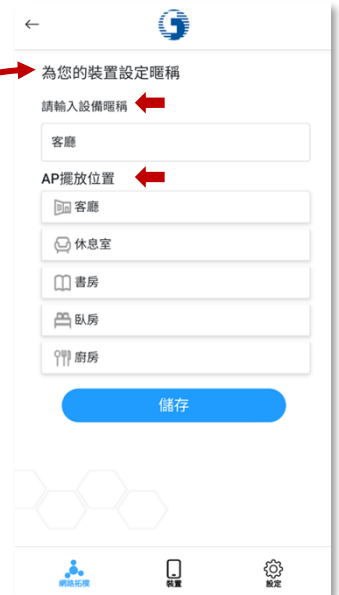 為您的裝置設定暱稱
請輸入設備暱稱
客廳
AP擺放位置
客廳
休息室
書房
臥房
廚房
儲存
網路拓樸
裝置
設定